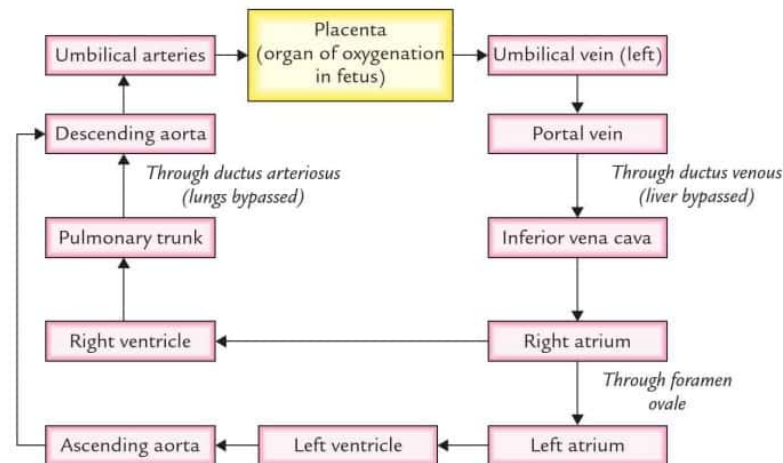 Placenta
(organ of oxygenation
in fetus)
Umbilical arteries
Umbilical vein (left)
Descending aorta
Portal vein
Through ductus arteriosus
(lungs bypassed)
Through ductus venous
(liver bypassed)
Pulmonary trunk
Inferior vena cava
Right ventricle
Right atrium
Through foramen
ovale
Ascending aorta
Left ventricle
Left atrium